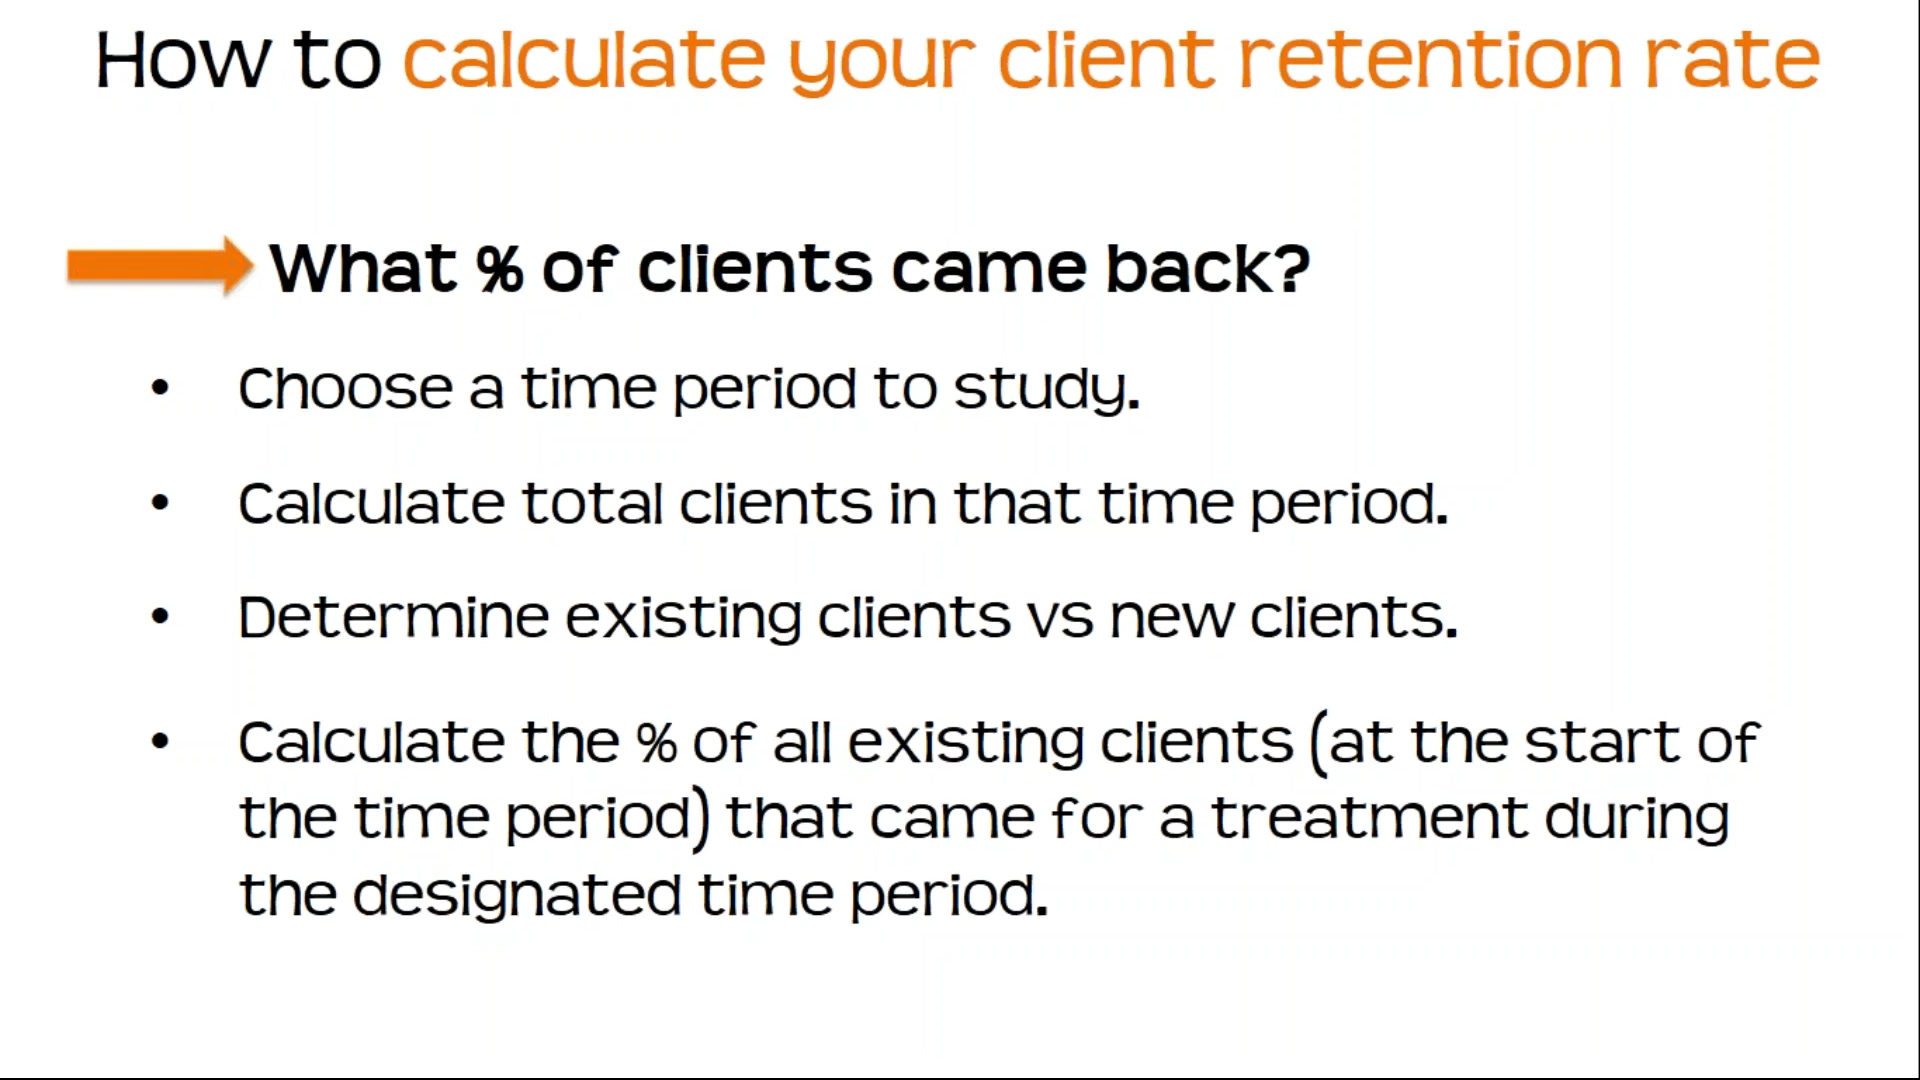 How to calculate your client retention rate
What % of clients came back?
• Choose a time period to study.
• Calculate total clients in that time period.
• Determine existing clients vs new clients.
• Calculate the % of all existing clients (at the start of
the time period) that came for a treatment during
the designated time period.